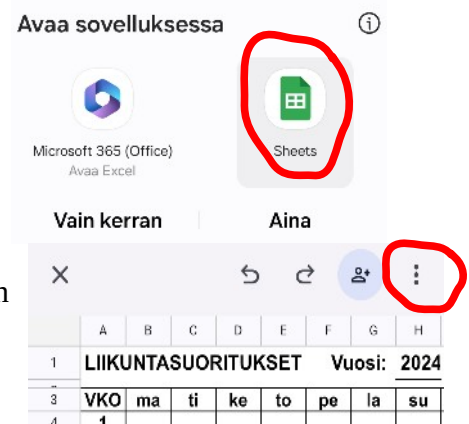 Avaa sovelluksessa
Microsoft 365 (Office)
Avaa Excel
Sheets
Vain kerran
Aina
n
A B C D E F G H
1 LIIKUNTASUORITUKSET Vuosi: 2024
3 VKO ma ti ke to pe la su
4 1